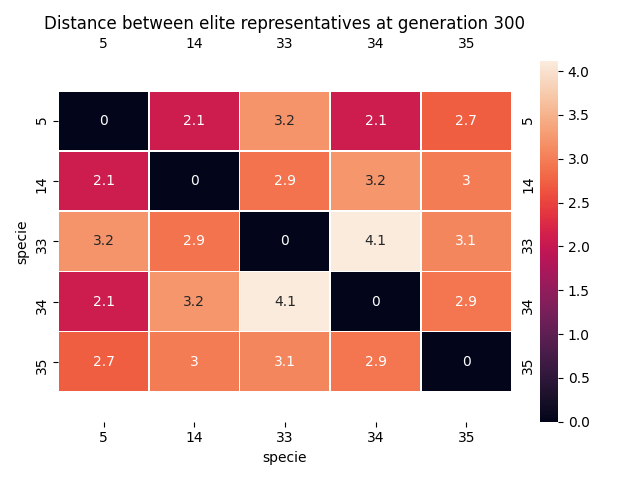 Distance between elite representatives at generation 300
5 14 33 34 35
5 0 2.1 3.2 2.1 2.7 5
14 2.1 0 2.9 3.2 3 14
33 3.2 2.9 0 4.1 3.1 33
34 2.1 3.2 4.1 0 2.9 34
35 2.7 3 3.1 2.9 0 35
5 14 33 34 35
specie
specie
4.0
3.5
3.0
2.5
2.0
1.5
1.0
0.5
0.0